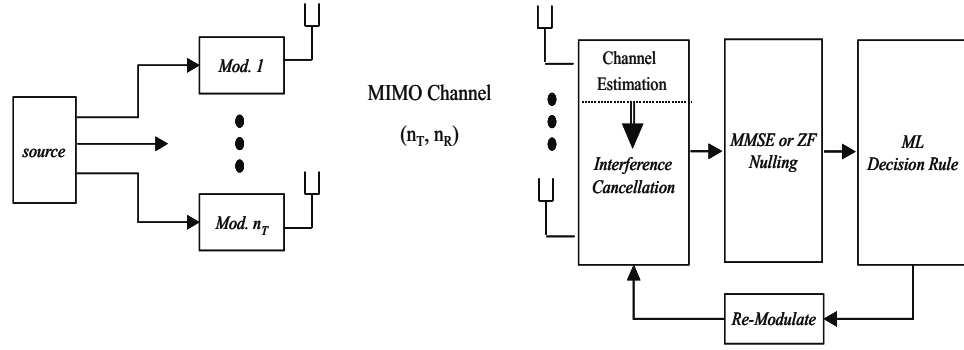 source
Mod. 1
Mod. n_T
MIMO Channel
(n_T, n_R)
Channel
Estimation
Interference
Cancellation
MMSE or ZF
Nulling
ML
Decision Rule
Re-Modulate